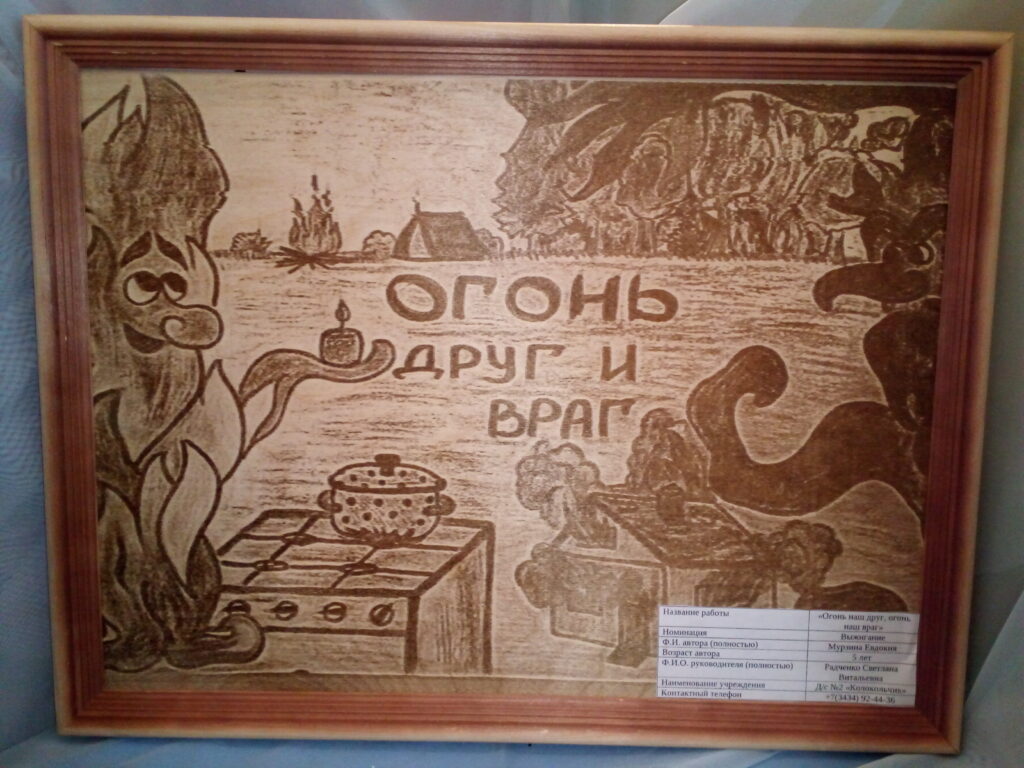 ОГОНЬ
ДРУГ И
ВРАГ
Название работы «Огонь наш друг, огонь,
наш враг»
Номинация Выжигание
Ф.И. автора (полностью) Мурзина Евдокия
Возраст автора 5 лет
Ф.И.О. руководителя (полностью) Радченко Светлана
Витальевна
Наименование учреждения Д/с №2 «Колокольчик»
Контактный телефон +7(3434) 92-44-36